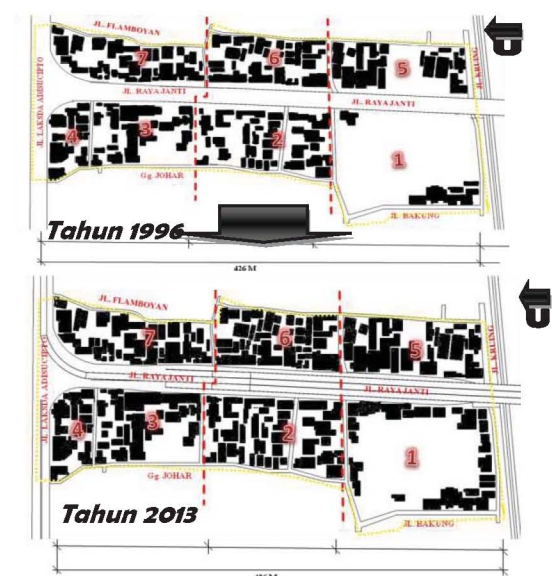 JL. FLAMBOYAN
7
6
5
JL. LAKSDA ADISUCIPTO
JL. KRLING
JL. RAYA JANTI
JL. RAYA JANTI
4
3
2
1
Gg. JOHAR
JL. BAKUNG
U
Tahun 1996
426 M
JL. FLAMBOYAN
7
6
5
JL. LAKSDA ADISUCIPTO
JL. KRLING
JL. RAYA JANTI
JL. RAYA JANTI
4
3
2
1
Gg. JOHAR
JL. BAKUNG
U
Tahun 2013